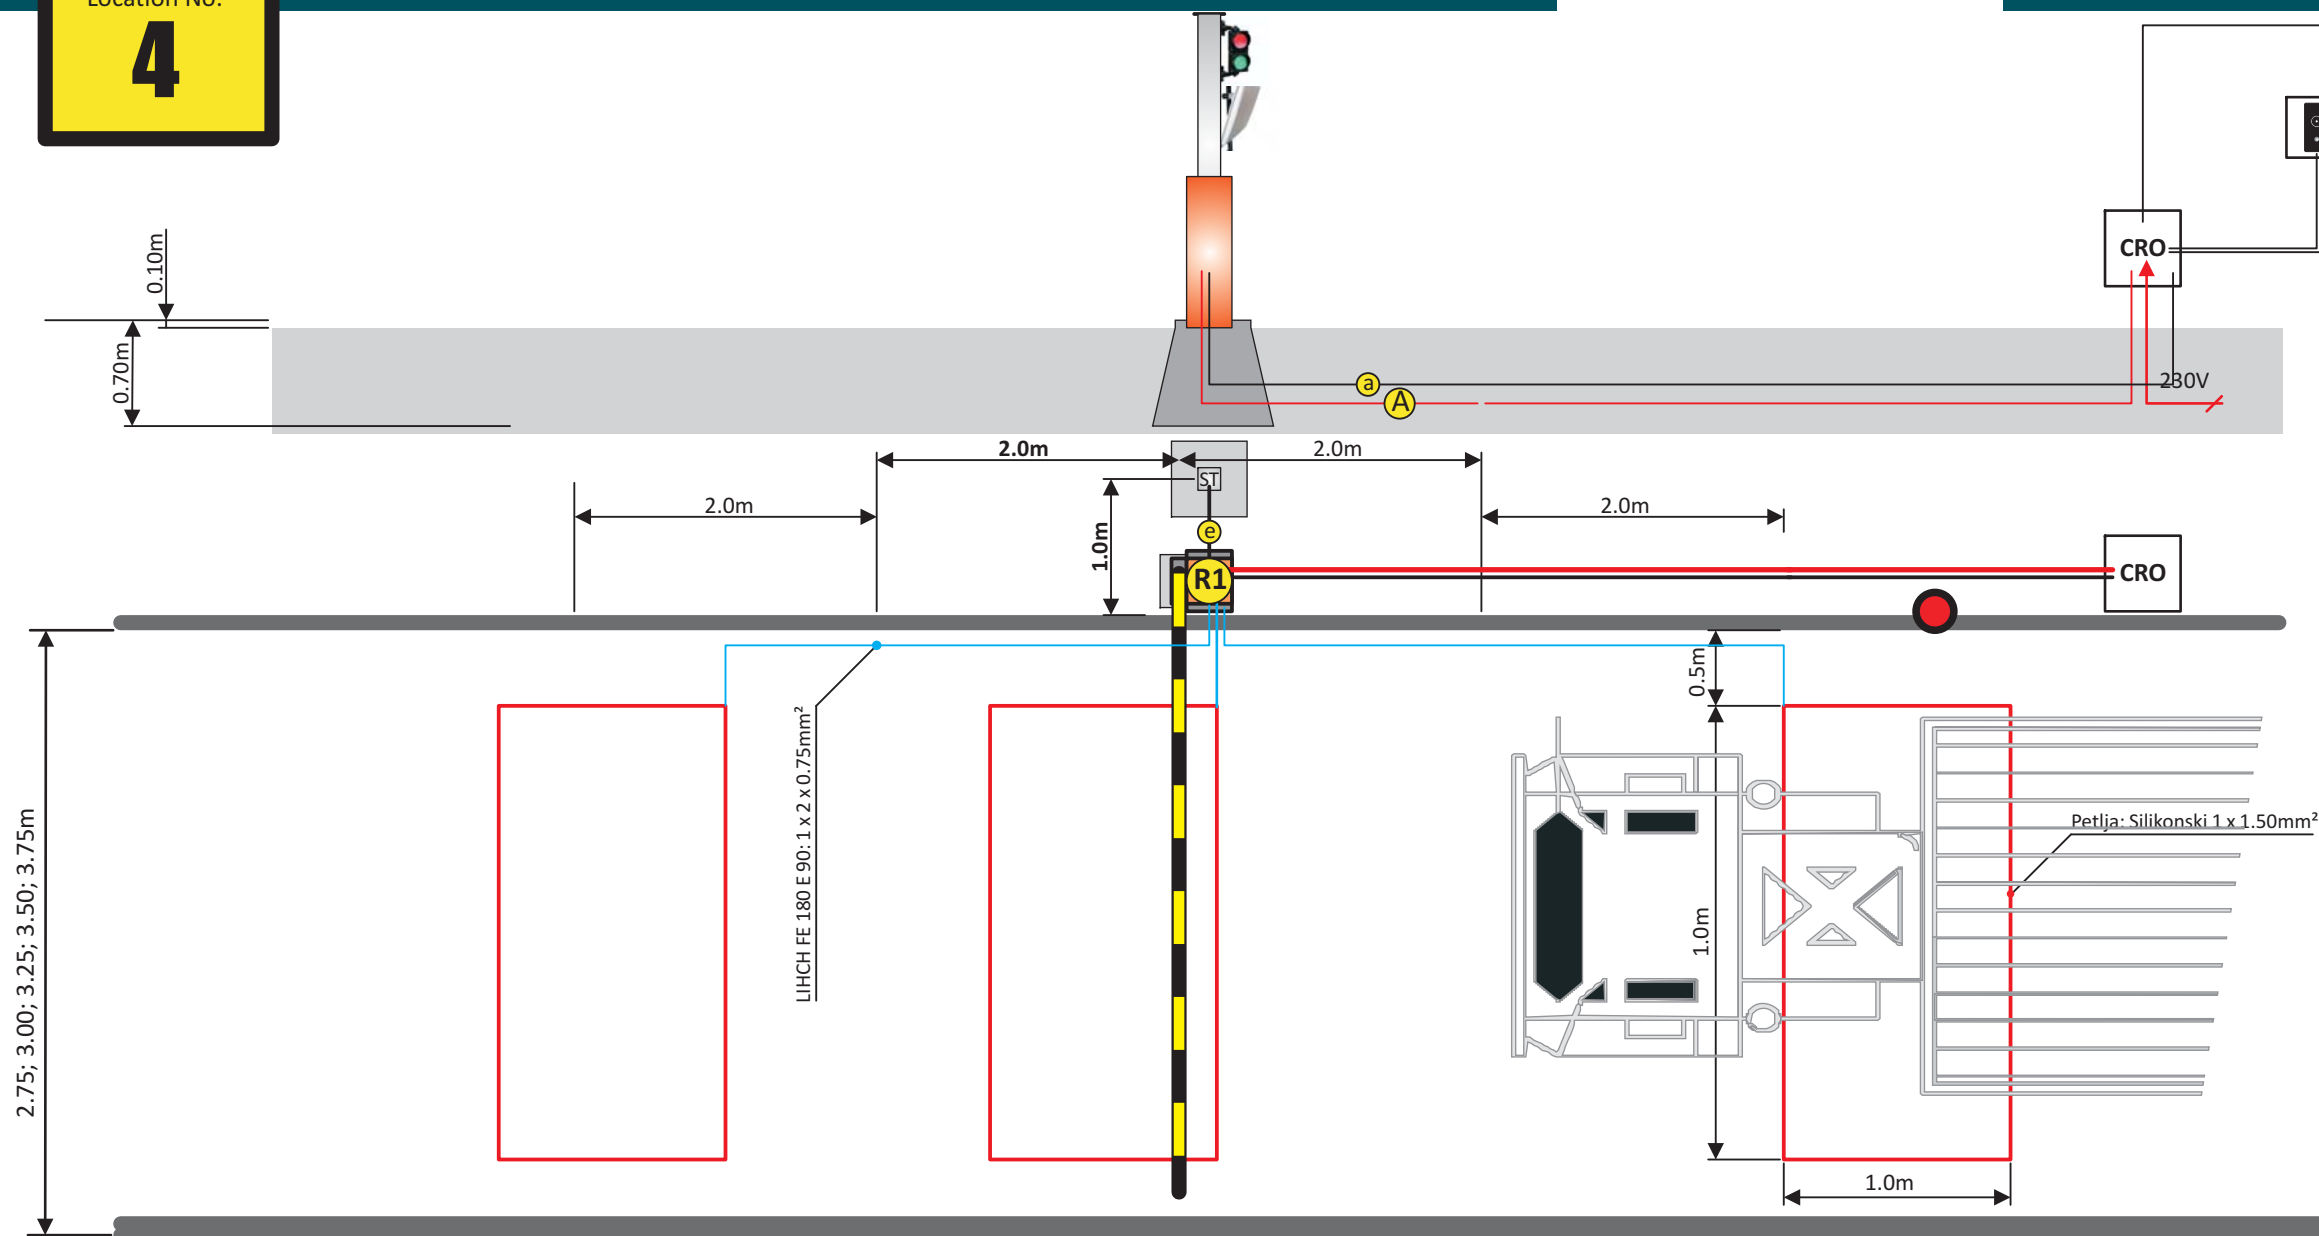 Location No.
4
0.10m
0.70m
CRO
230V
a
A
2.0m
2.0m
ST
2.0m
2.0m
e
1.0m
R1
CRO
0.5m
LIHCH FE 180 E 90: 1 x 2 x 0.75mm²
2.75; 3.00; 3.25; 3.50; 3.75m
Petlja: Silikonski 1 x 1.50mm²
1.0m
1.0m